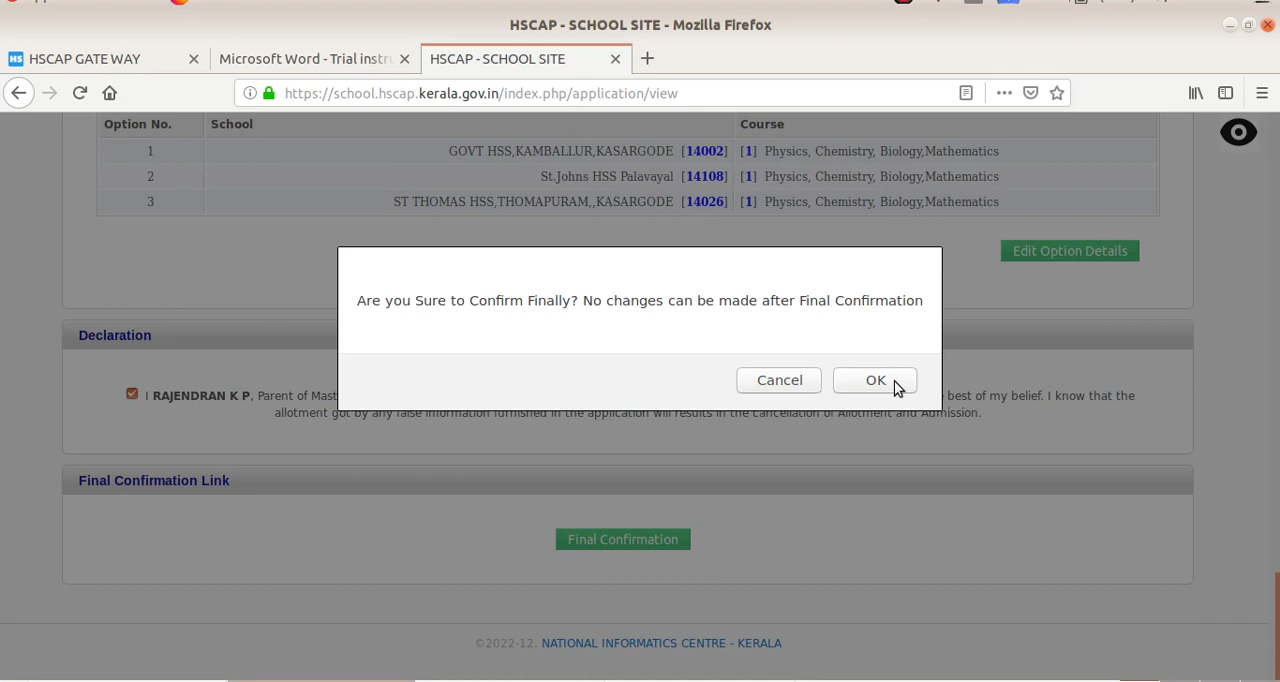 HSCAP - SCHOOL SITE - Mozilla Firefox
HS HSCAP GATE WAY
Microsoft Word - Trial instru
HSCAP - SCHOOL SITE
https://school.hscap.kerala.gov.in/index.php/application/view
Option No. School Course
1 GOVT HSS,KAMBALLUR,KASARGODE [14002] [1] Physics, Chemistry, Biology,Mathematics
2 St.Johns HSS Palavayal [14108] [1] Physics, Chemistry, Biology,Mathematics
3 ST THOMAS HSS,THOMAPURAM,,KASARGODE [14026] [1] Physics, Chemistry, Biology,Mathematics
Edit Option Details
Are you Sure to Confirm Finally? No changes can be made after Final Confirmation
Cancel OK
Declaration
I RAJENDRAN K P, Parent of Mast best of my belief. I know that the
allotment got by any false information furnished in the application will results in the cancellation of Allotment and Admission.
Final Confirmation Link
Final Confirmation
©2022-12. NATIONAL INFORMATICS CENTRE - KERALA